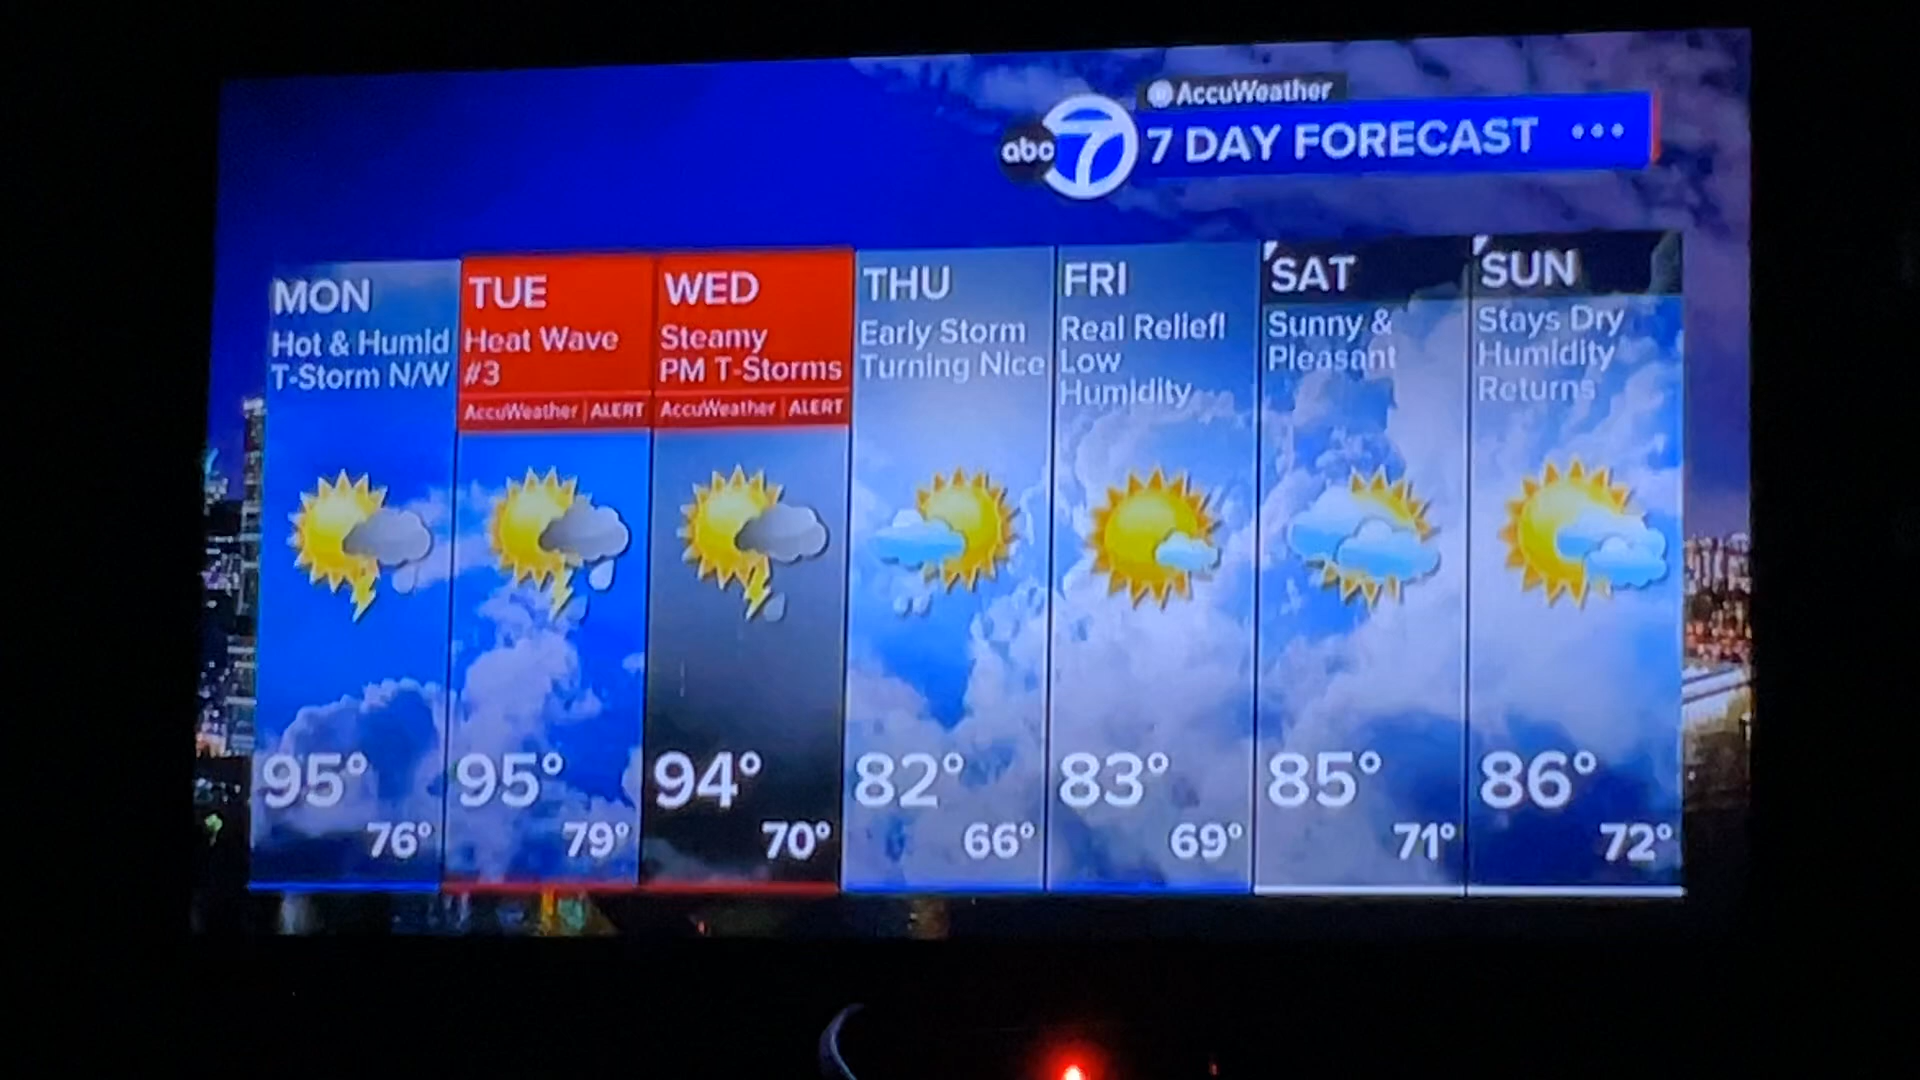 AccuWeather
abc 7 7 DAY FORECAST
MON
Hot & Humid
T-Storm N/W
95°
76°
TUE
Heat Wave
#3
AccuWeather | ALERT
95°
79°
WED
Steamy
PM T-Storms
AccuWeather | ALERT
94°
70°
THU
Early Storm
Turning Nice
82°
66°
FRI
Real Relief!
Low
Humidity
83°
69°
SAT
Sunny &
Pleasant
85°
71°
SUN
Stays Dry
Humidity
Returns
86°
72°